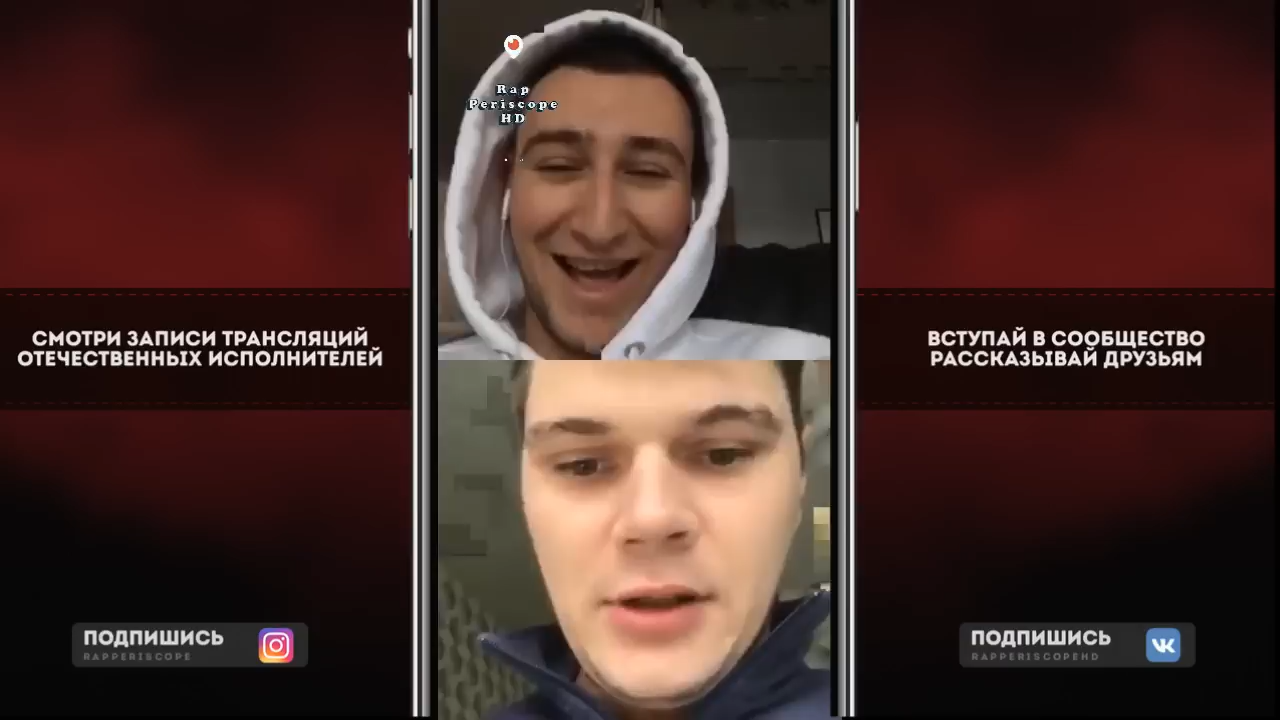 Rap
Periscope
HD
СМОТРИ ЗАПИСИ ТРАНСЛЯЦИЙ
ОТЕЧЕСТВЕННЫХ ИСПОЛНИТЕЛЕЙ
ВСТУПАЙ В СООБЩЕСТВО
РАССКАЗЫВАЙ ДРУЗЬЯМ
ПОДПИШИСЬ
RAPPERISCOPE
ПОДПИШИСЬ
RAPPERISCOPEHD